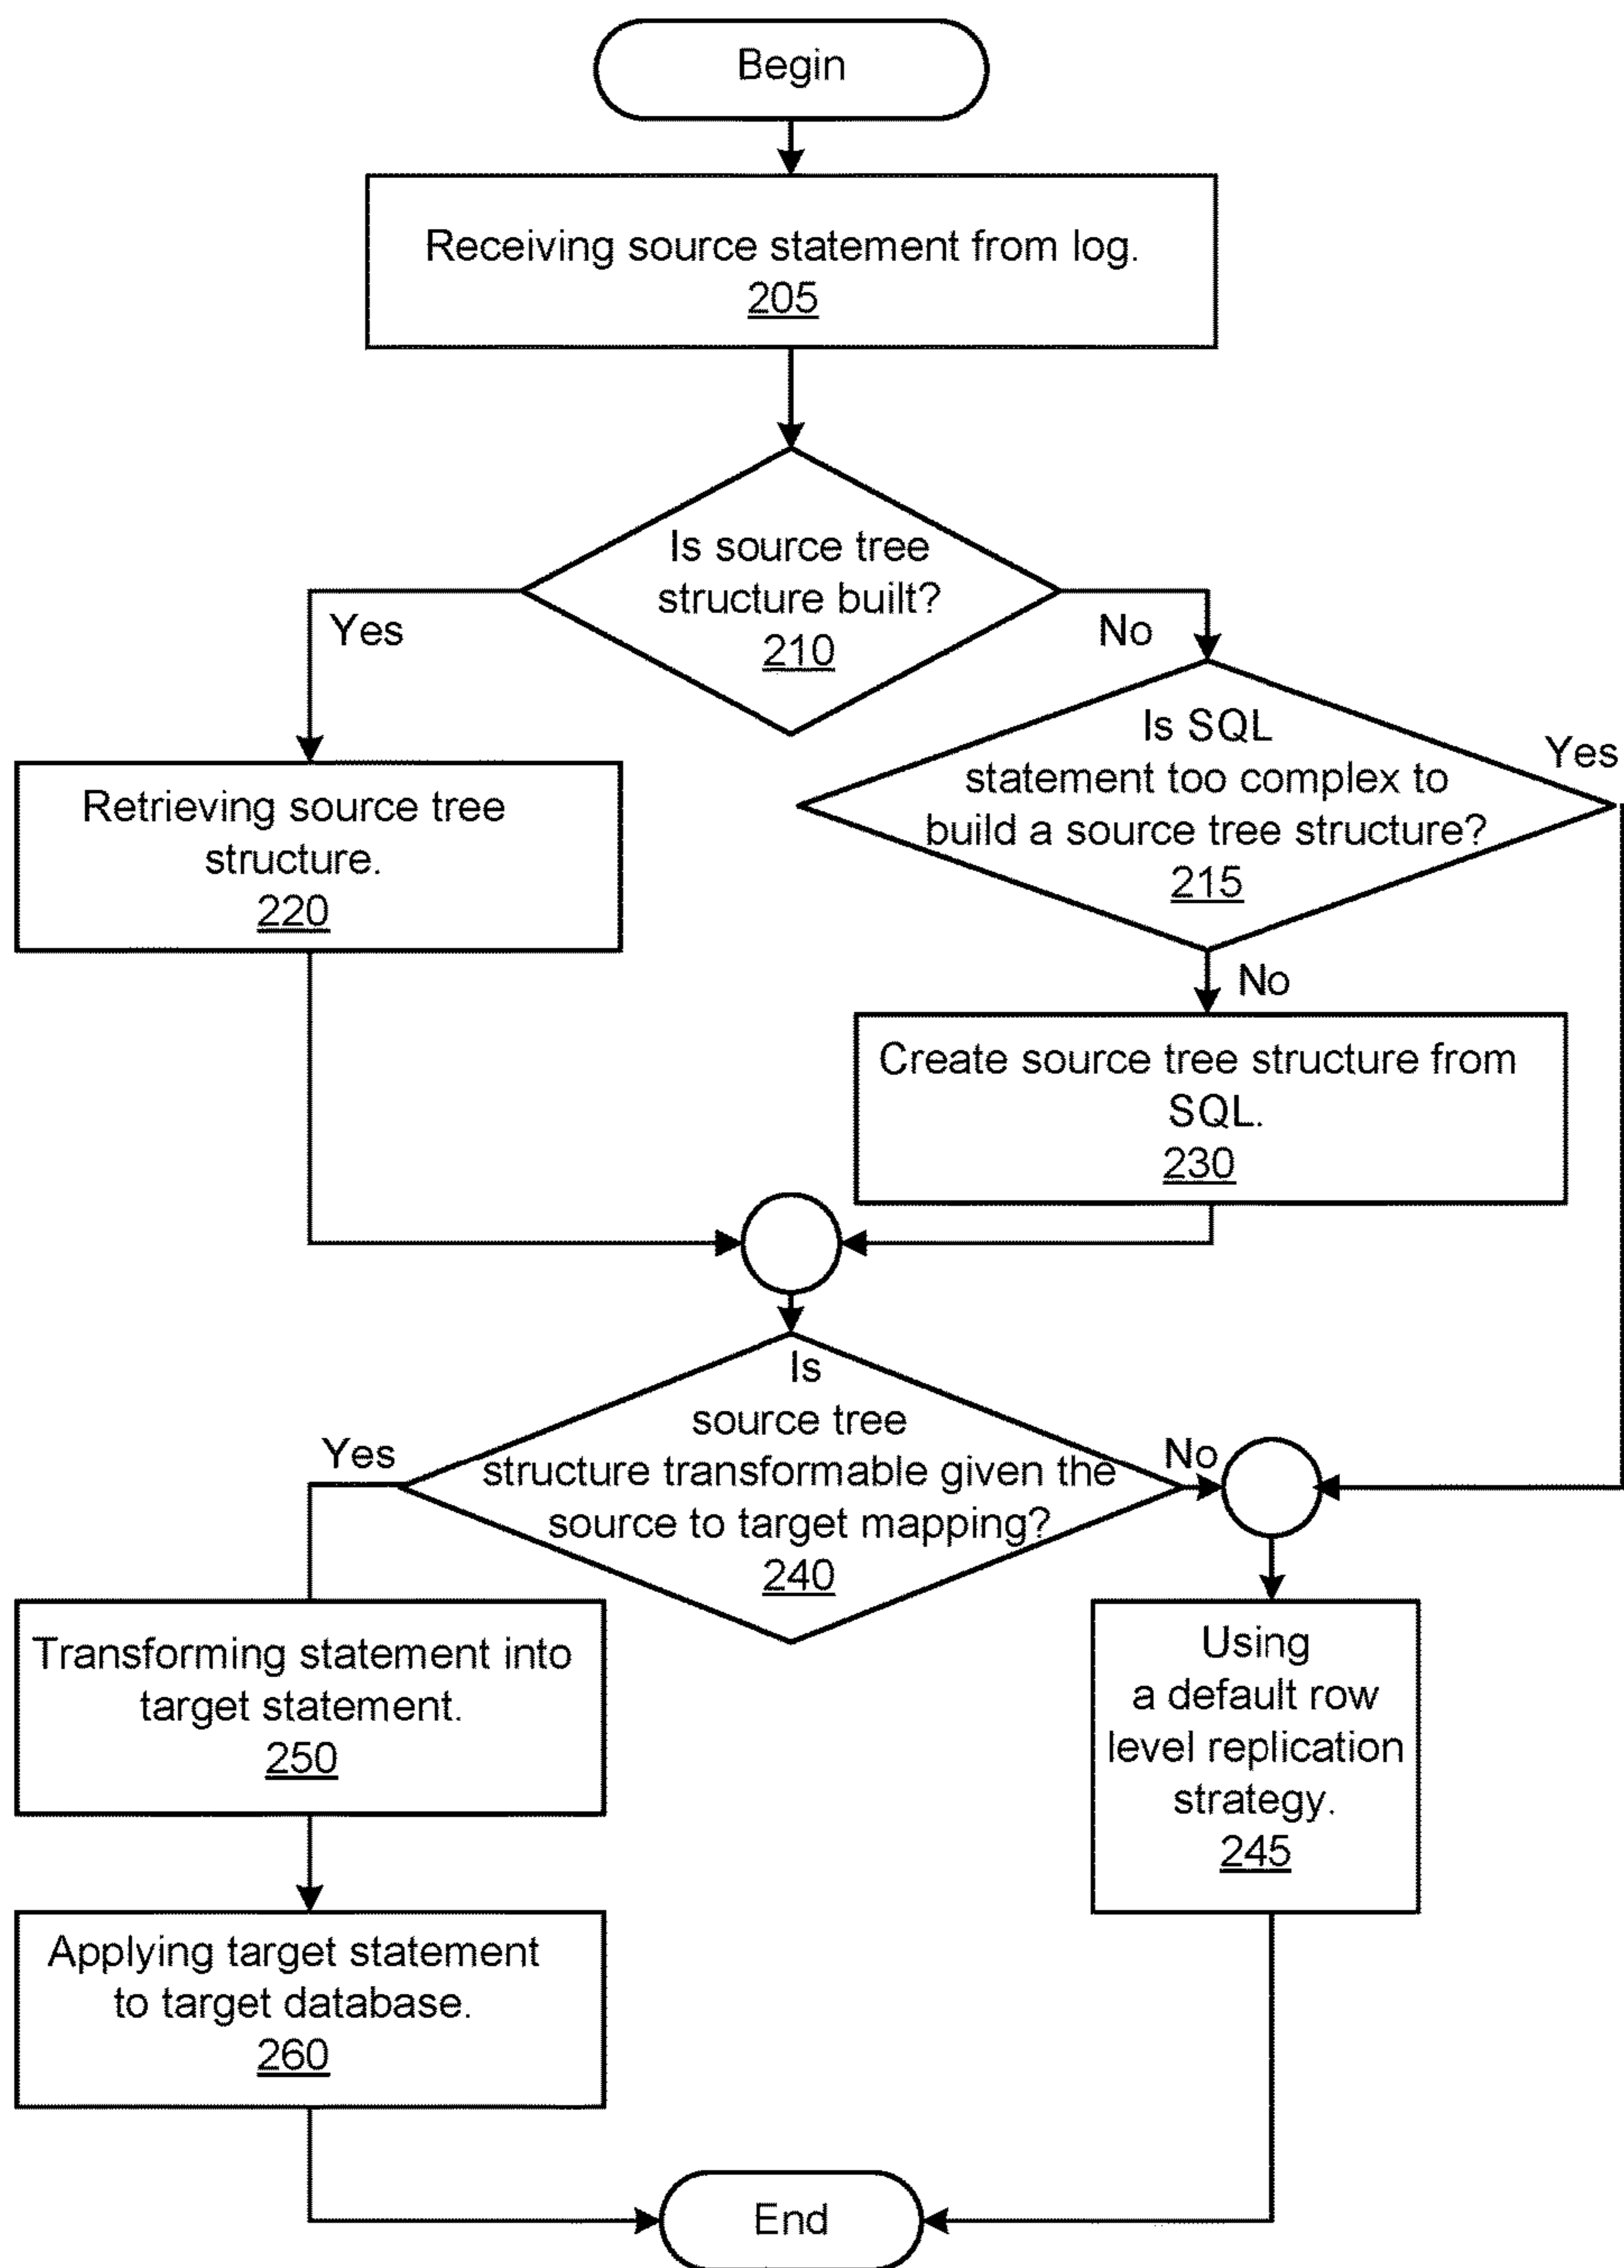 Begin
Receiving source statement from log.
205
Is source tree
structure built?
210
Yes
No
Is SQL
statement too complex to
build a source tree structure?
215
Yes
Retrieving source tree
structure.
220
No
Create source tree structure from
SQL.
230
Is
source tree
structure transformable given the
source to target mapping?
240
Yes
No
Transforming statement into
target statement.
250
Using
a default row
level replication
strategy.
245
Applying target statement
to target database.
260
End